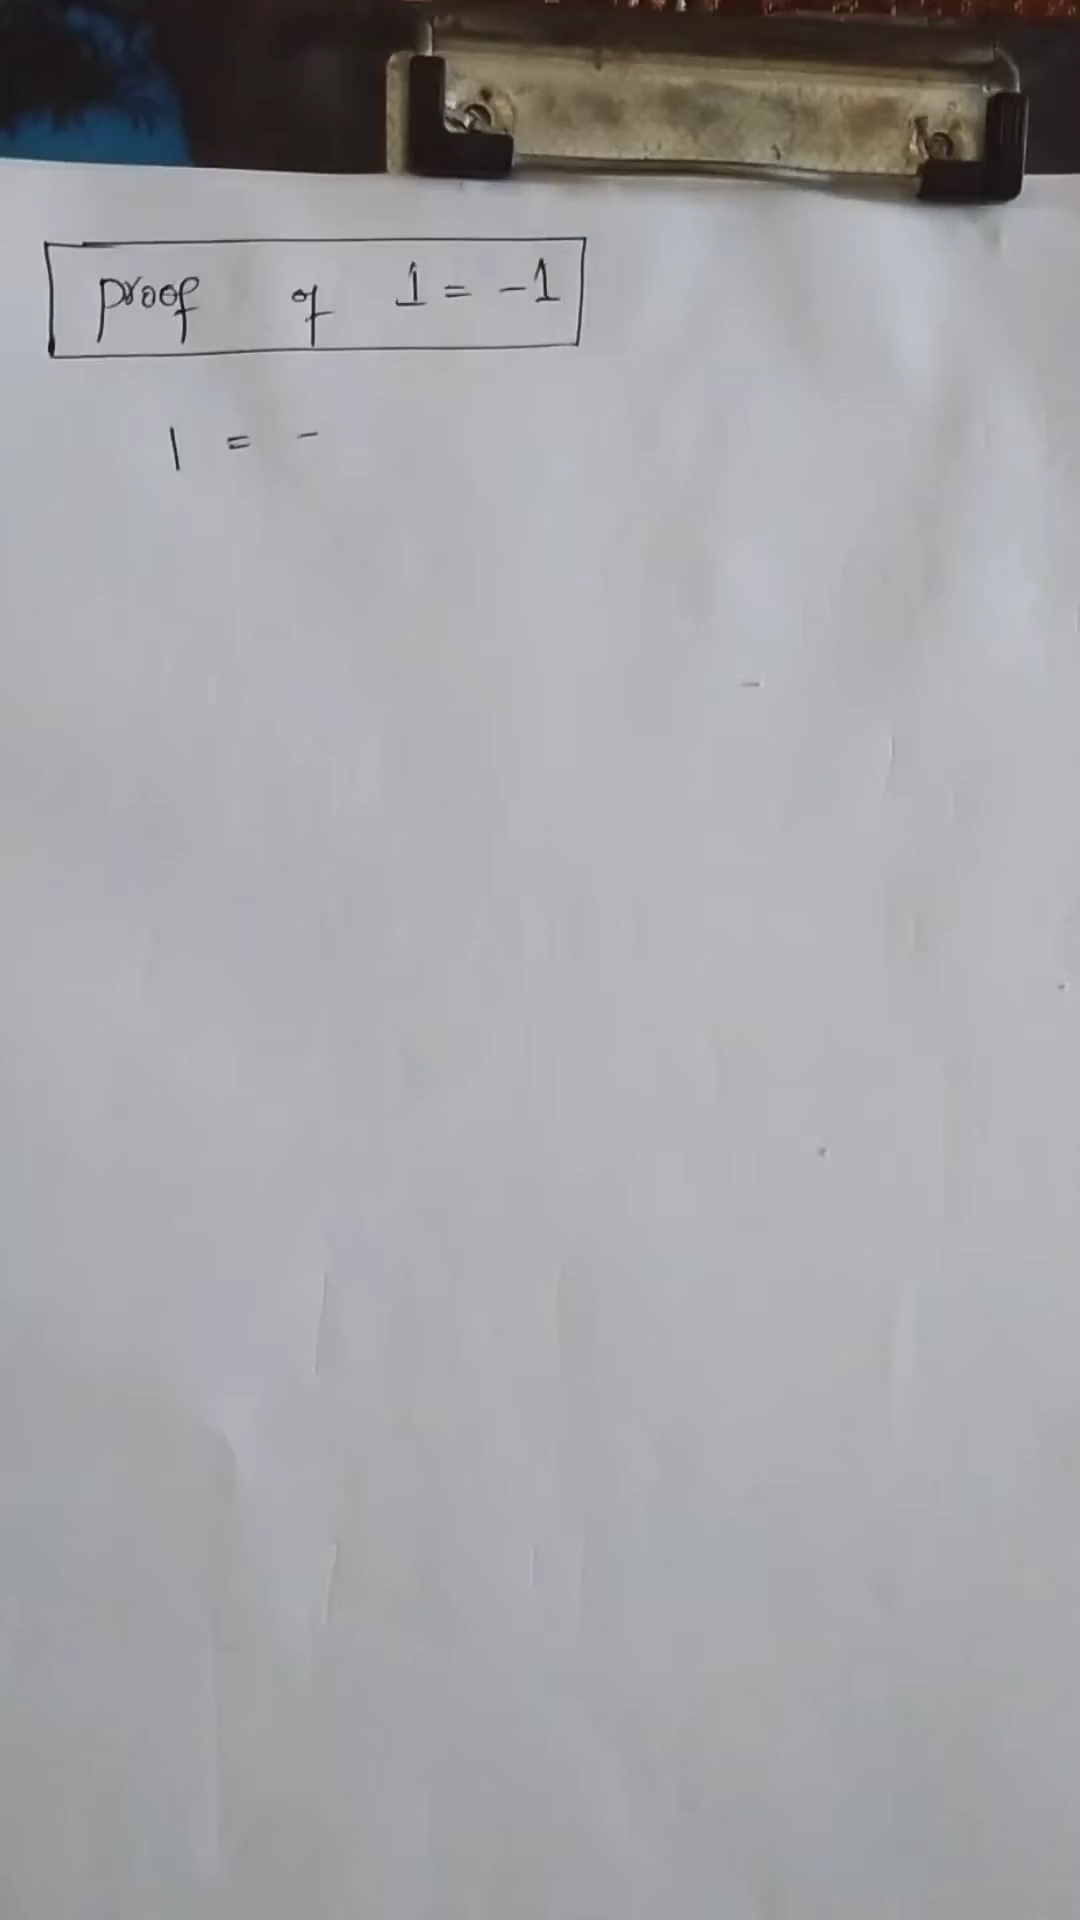 proof of 1 = -1
1 = -